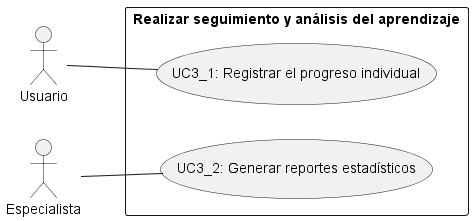 Realizar seguimiento y análisis del aprendizaje
UC3_1: Registrar el progreso individual
Usuario
UC3_2: Generar reportes estadísticos
Especialista